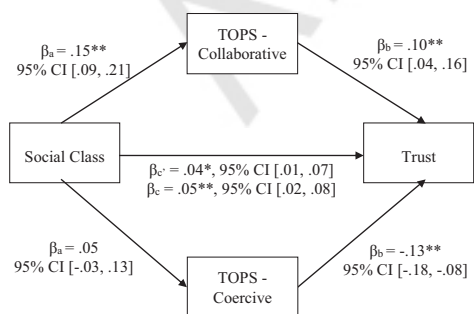 TOPS -
Collaborative
βa = .15**
95% CI [.09, .21]
βb = .10**
95% CI [.04, .16]
Social Class
Trust
βc' = .04*, 95% CI [.01, .07]
βc = .05**, 95% CI [.02, .08]
βa = .05
95% CI [-.03, .13]
βb = -.13**
95% CI [-.18, -.08]
TOPS -
Coercive